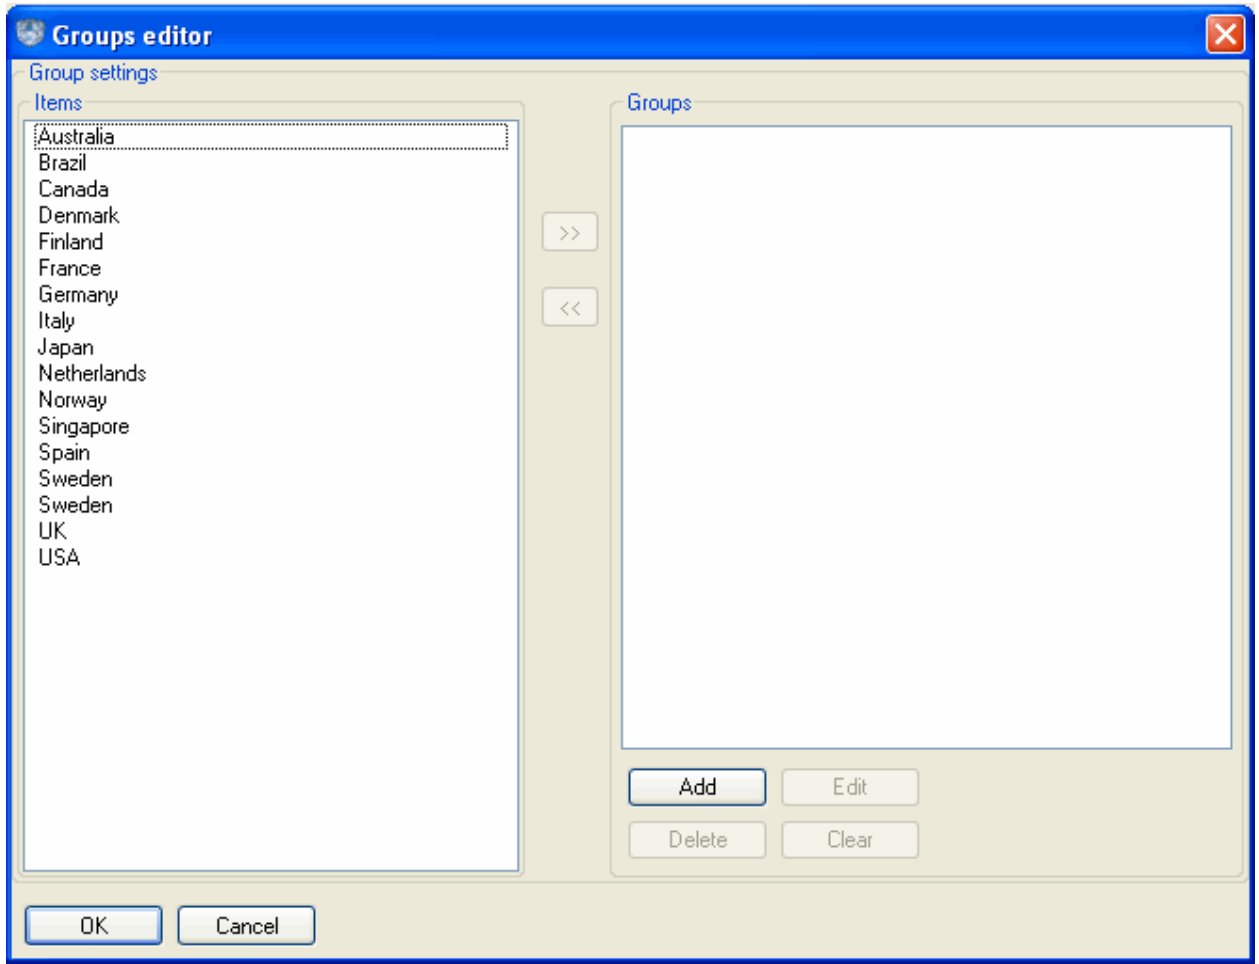 Groups editor
Group settings
Items
Australia
Brazil
Canada
Denmark
Finland
France
Germany
Italy
Japan
Netherlands
Norway
Singapore
Spain
Sweden
Sweden
UK
USA
>>
<<
Groups
Add
Edit
Delete
Clear
OK
Cancel